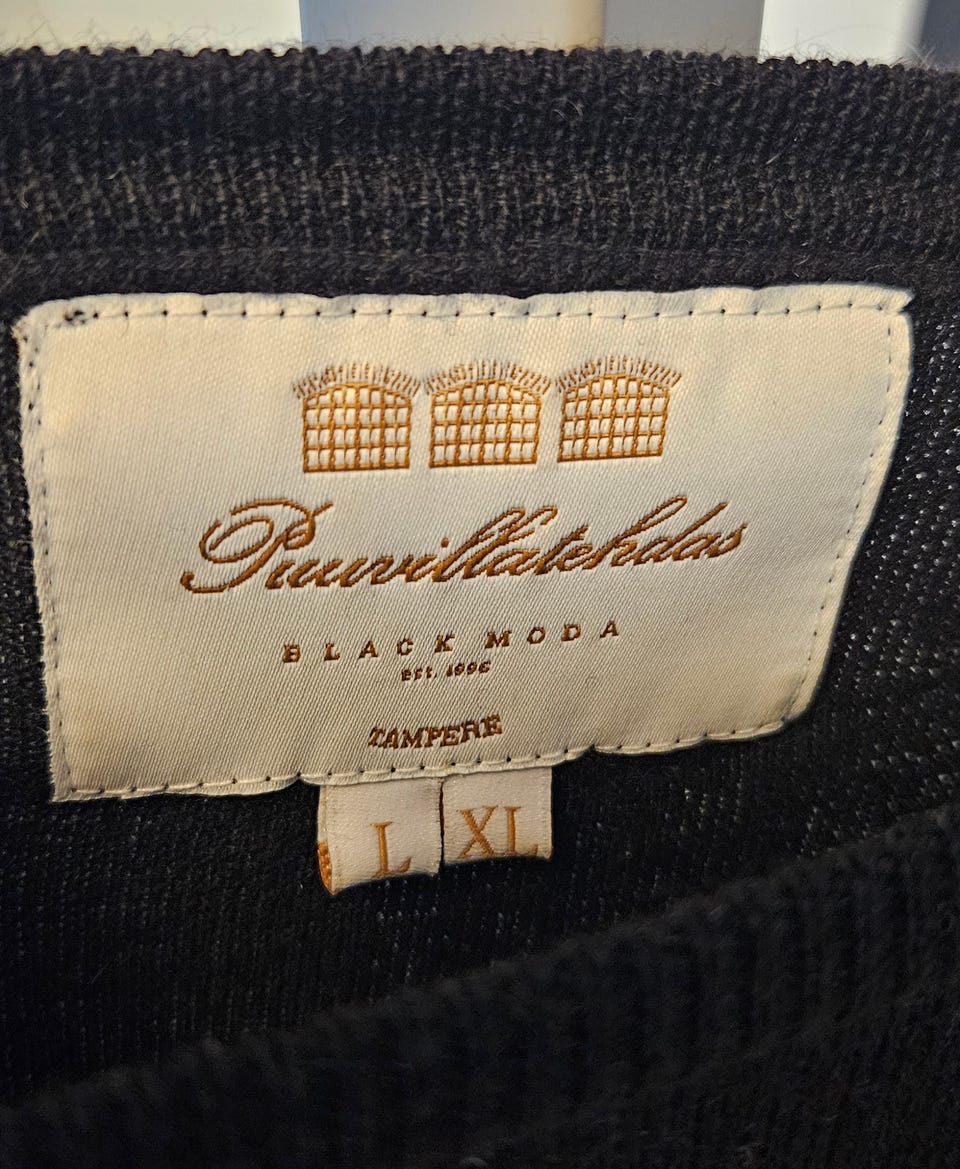 Puuvillatehdas
BLACK MODA
EST. 1996
TAMPERE
L XL